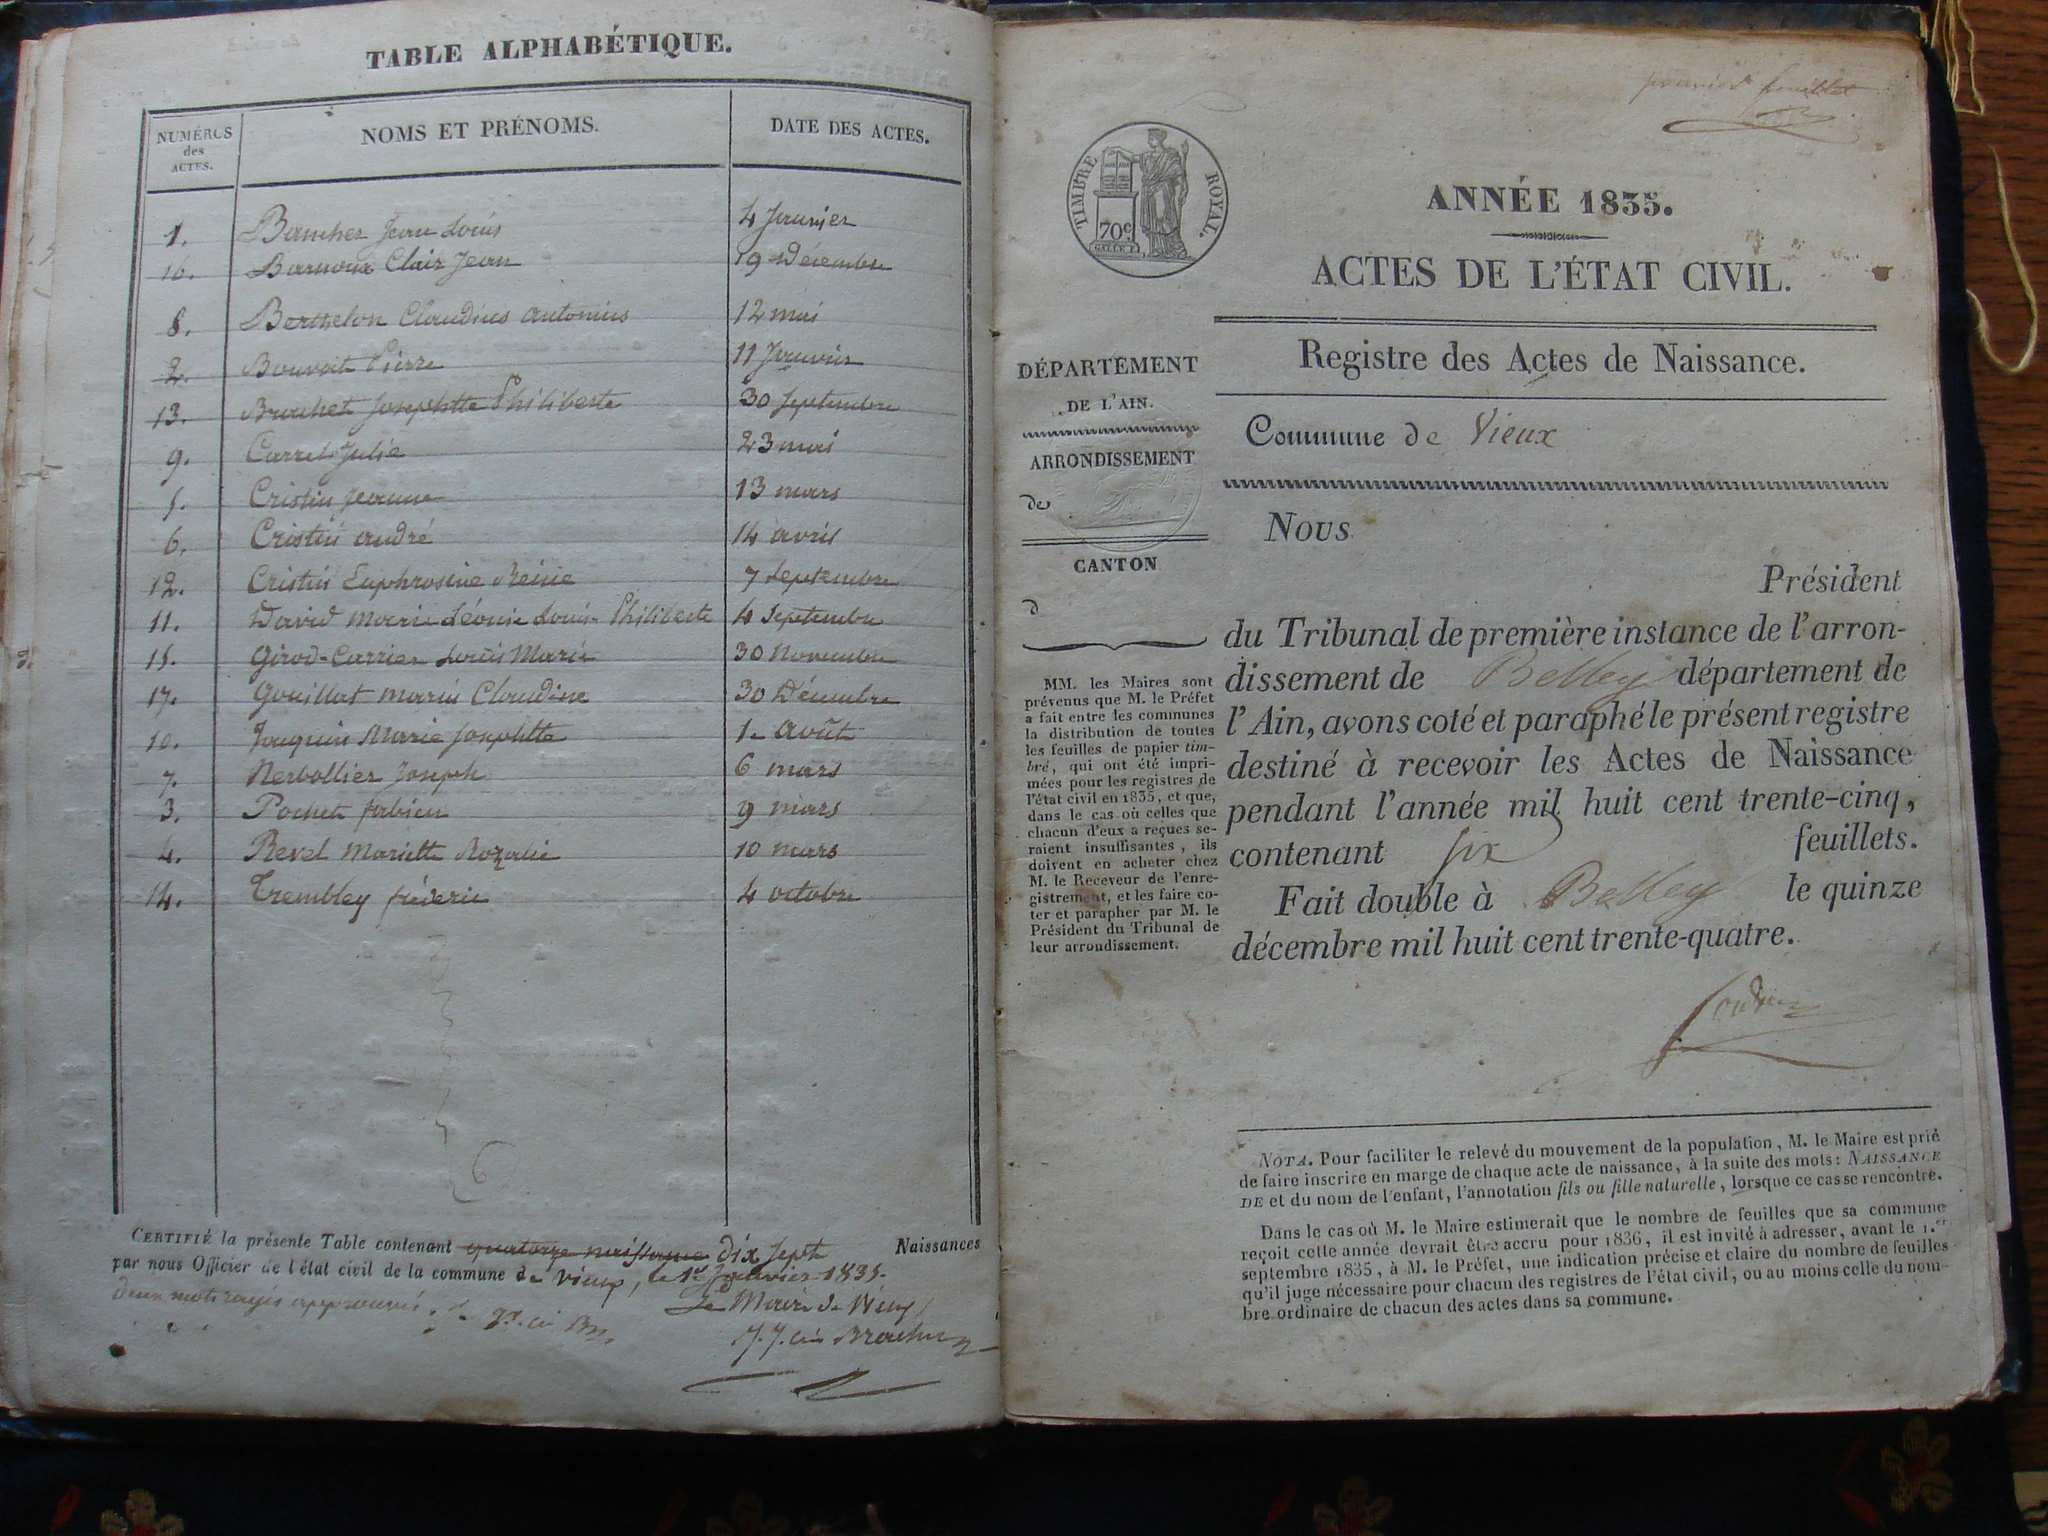 TABLE ALPHABÉTIQUE.
NUMÉROS des ACTES. NOMS ET PRÉNOMS. DATE DES ACTES.
1. Jean Louis 4 Janvier
16. Clair Jean 19 Décembre
8. Berthelon Claudius antonius 12 mai
2. Pierre 11 Janvier
13. Josephtte Philiberte 30 Septembre
9. Carrel Julie 23 mai
5. Cristin Jeanne 13 mars
6. Cristin andré 14 avril
12. Cristin Euphrosine Reine 7 Septembre
11. David marie Léonie Louise Philiberte 4 Septembre
15. Girod-Carrier Louis Marie 30 Novembre
17. Gouillat marie Claudine 30 Décembre
10. Marie Josephtte 1er août
7. Nerbollier Joseph 6 mars
3. Pochet fabien 9 mars
4. Revel Mariette Rozalie 10 mars
14. Trembley fréderic 4 octobre
CERTIFIÉ la présente Table contenant quatorze naissance dix sept Naissances
par nous Officier de l'état civil de la commune de Vieux, le 1er Janvier 1835.
deux mots rayés approuvés
Le Maire de Vieux
premier feuillet
TIMBRE ROYAL.
70c
ANNÉE 1835.
ACTES DE L'ÉTAT CIVIL.
Registre des Actes de Naissance.
DÉPARTEMENT
DE L'AIN.
ARRONDISSEMENT
de
CANTON
d
MM. les Maires sont
prévenus que M. le Préfet
a fait entre les communes
la distribution de toutes
les feuilles de papier tim-
bré, qui ont été impri-
mées pour les registres de
l'état civil en 1835, et que,
dans le cas où celles que
chacun d'eux a reçues se-
raient insuffisantes, ils
doivent en acheter chez
M. le Receveur de l'enre-
gistrement, et les faire co-
ter et parapher par M. le
Président du Tribunal de
leur arrondissement.
Commune de Vieux
NOUS
Président
du Tribunal de première instance de l'arron-
dissement de Belley département de
l'Ain, avons coté et paraphé le présent registre
destiné à recevoir les Actes de Naissance
pendant l'année mil huit cent trente-cinq,
contenant six feuillets.
Fait double à Belley le quinze
décembre mil huit cent trente-quatre.
NOTA. Pour faciliter le relevé du mouvement de la population, M. le Maire est prié
de faire inscrire en marge de chaque acte de naissance, à la suite des mots: NAISSANCE
DE et du nom de l'enfant, l'annotation fils ou fille naturelle, lorsque ce cas se rencontre.
Dans le cas où M. le Maire estimerait que le nombre de feuilles que sa commune
reçoit cette année devrait être accru pour 1836, il est invité à adresser, avant le 1.er
septembre 1835, à M. le Préfet, une indication précise et claire du nombre de feuilles
qu'il juge nécessaire pour chacun des registres de l'état civil, ou au moins celle du nom-
bre ordinaire de chacun des actes dans sa commune.